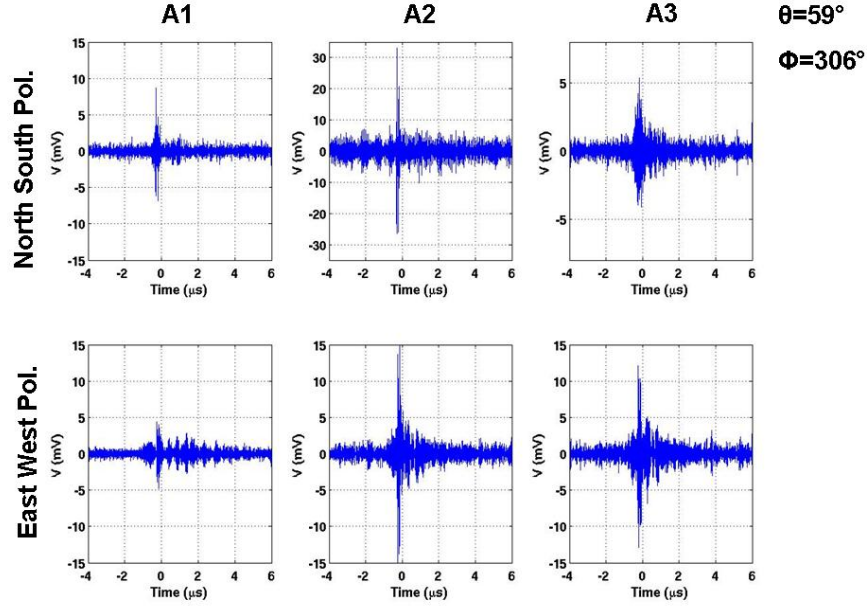 A1 A2 A3 θ=59°
Φ=306°
North South Pol.
V (mV)
15
10
5
0
-5
-10
-15
-4 -2 0 2 4 6
Time (μs)
V (mV)
30
20
10
0
-10
-20
-30
-4 -2 0 2 4 6
Time (μs)
V (mV)
5
0
-5
-4 -2 0 2 4 6
Time (μs)
East West Pol.
V (mV)
15
10
5
0
-5
-10
-15
-4 -2 0 2 4 6
Time (μs)
V (mV)
15
10
5
0
-5
-10
-15
-4 -2 0 2 4 6
Time (μs)
V (mV)
15
10
5
0
-5
-10
-15
-4 -2 0 2 4 6
Time (μs)